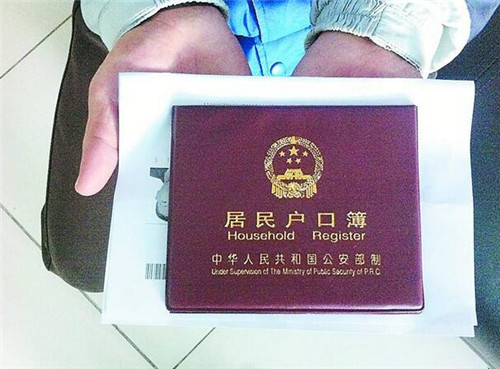 居民户口簿
Household Register
中华人民共和国公安部制
Under Supervision of The Ministry of Public Security of P.R.C